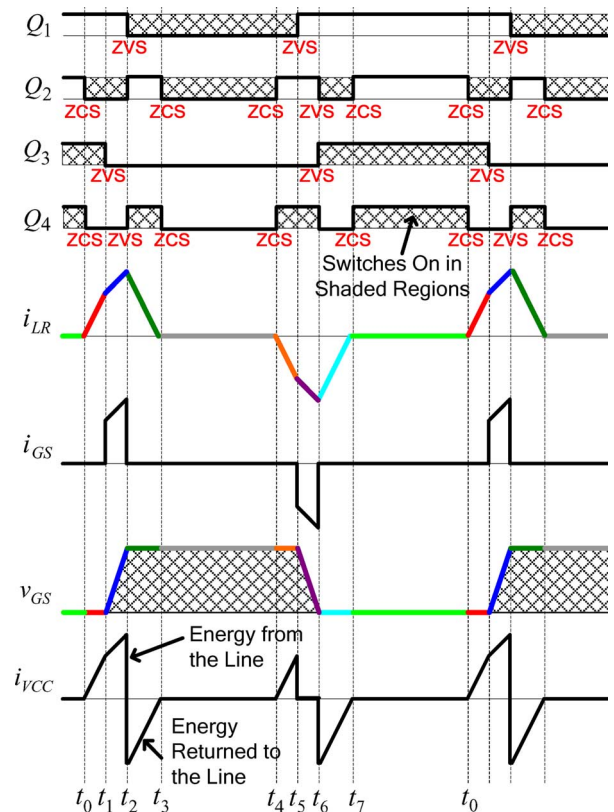 Q1
ZVS ZVS ZVS
Q2
ZCS ZCS ZCS ZVS ZCS ZCS ZCS
Q3
ZVS ZVS ZVS
Q4
ZCS ZVS ZCS ZCS ZCS ZCS ZVS ZCS
Switches On in
Shaded Regions
iLR
iGS
vGS
Energy from
the Line
iVCC
Energy
Returned to
the Line
t0 t1 t2 t3 t4 t5 t6 t7 t0